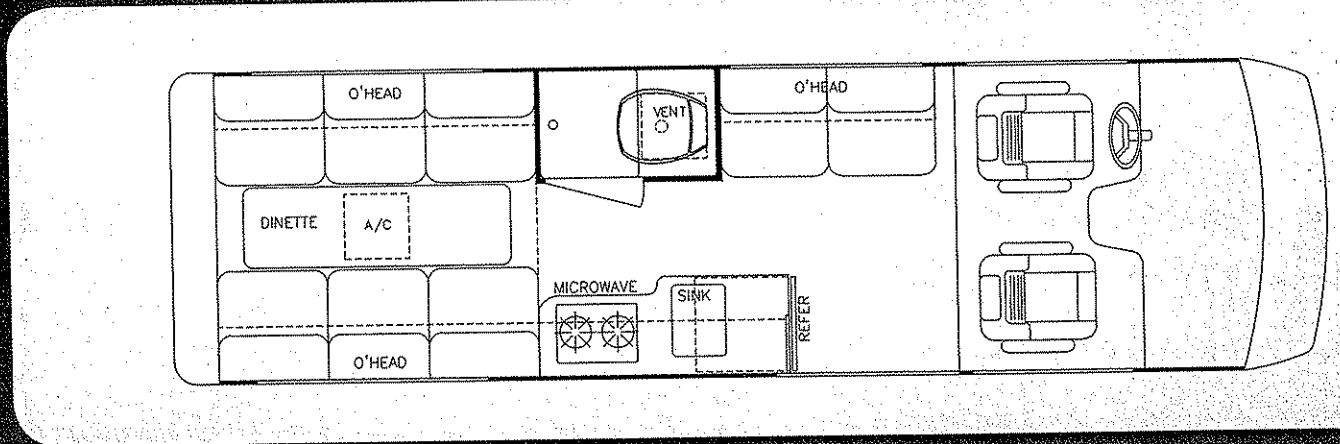 O'HEAD
VENT
O'HEAD
DINETTE
A/C
MICROWAVE
SINK
REFER
O'HEAD